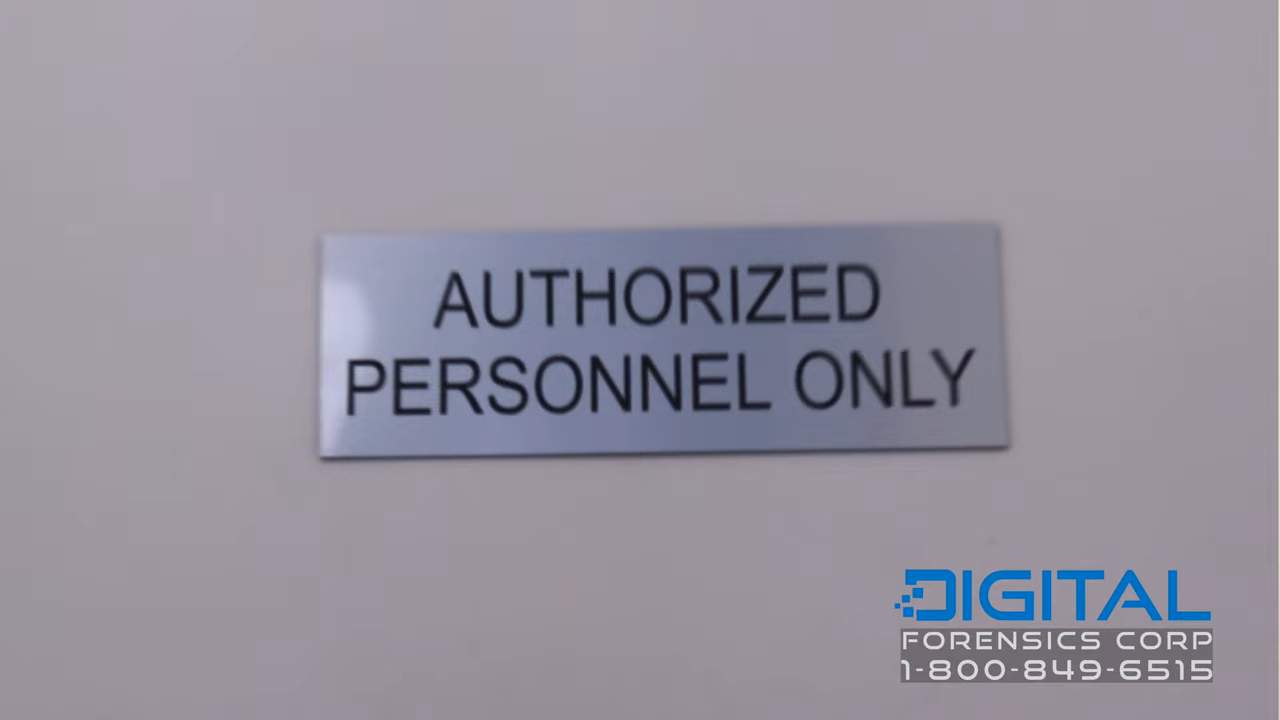 AUTHORIZED
PERSONNEL ONLY
DIGITAL
FORENSICS CORP
1-800-849-6515